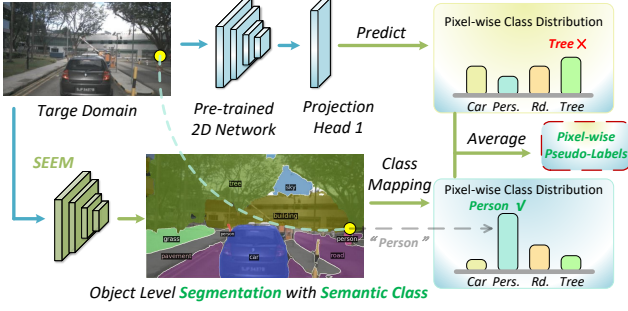 Pixel-wise Class Distribution
Predict
Tree ✕
Car Pers. Rd. Tree
Targe Domain
Pre-trained
2D Network
Projection
Head 1
Average
Pixel-wise
Pseudo-Labels
SEEM
Class
Mapping
Pixel-wise Class Distribution
Person √
tree
sky
building
person
person
grass
pavement
car
road
“Person”
Car Pers. Rd. Tree
Object Level Segmentation with Semantic Class